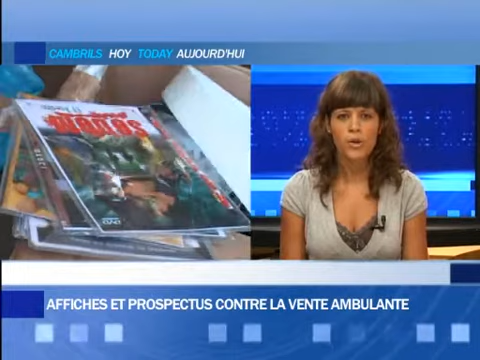 CAMBRILS HOY TODAY AUJOURD'HUI
AFFICHES ET PROSPECTUS CONTRE LA VENTE AMBULANTE